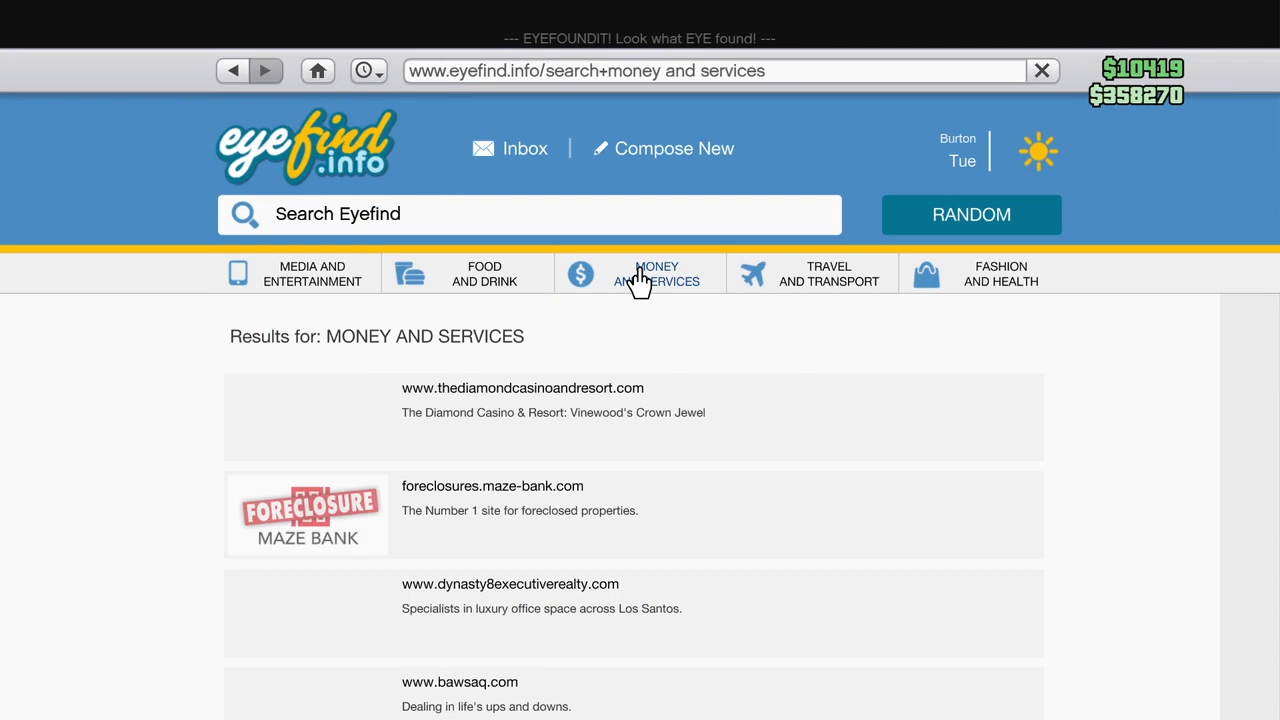 --- EYEFOUNDIT! Look what EYE found! ---
www.eyefind.info/search+money and services
$10419
$358270
eyefind
.info
Inbox
Compose New
Burton
Tue
Search Eyefind
RANDOM
MEDIA AND
ENTERTAINMENT
FOOD
AND DRINK
MONEY
AND SERVICES
TRAVEL
AND TRANSPORT
FASHION
AND HEALTH
Results for: MONEY AND SERVICES
www.thediamondcasinoandresort.com
The Diamond Casino & Resort: Vinewood's Crown Jewel
FORECLOSURE
MAZE BANK
foreclosures.maze-bank.com
The Number 1 site for foreclosed properties.
www.dynasty8executiverealty.com
Specialists in luxury office space across Los Santos.
www.bawsaq.com
Dealing in life's ups and downs.